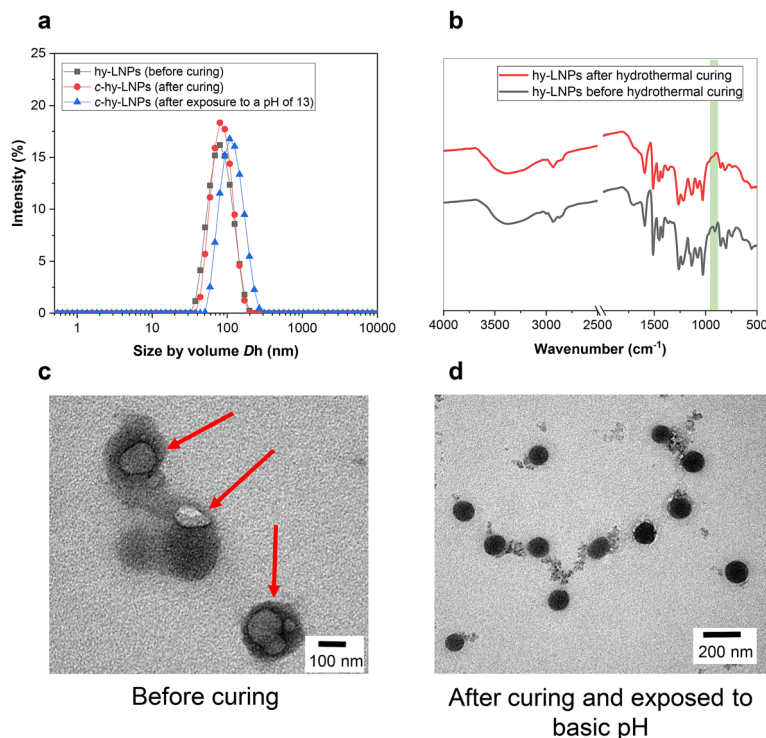 a
hy-LNPs (before curing)
c-hy-LNPs (after curing)
c-hy-LNPs (after exposure to a pH of 13)
Intensity (%)
25
20
15
10
5
0
1 10 100 1000 10000
Size by volume Dh (nm)
b
hy-LNPs after hydrothermal curing
hy-LNPs before hydrothermal curing
4000 3500 3000 2500 1500 1000 500
Wavenumber (cm⁻¹)
c
100 nm
Before curing
d
200 nm
After curing and exposed to
basic pH